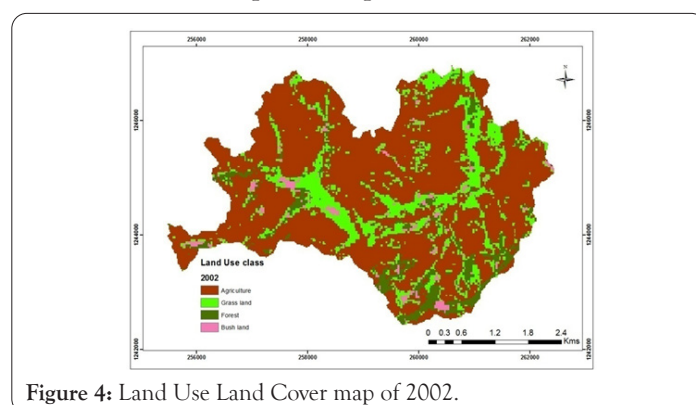 256000 258000 260000 262000
N
1246000 1246000
1244000 1244000
Land Use class
2002
Agriculture
Grass land
Forest
Bush land
0 0.3 0.6 1.2 1.8 2.4
Kms
1242000 1242000
256000 258000 260000 262000
Figure 4: Land Use Land Cover map of 2002.